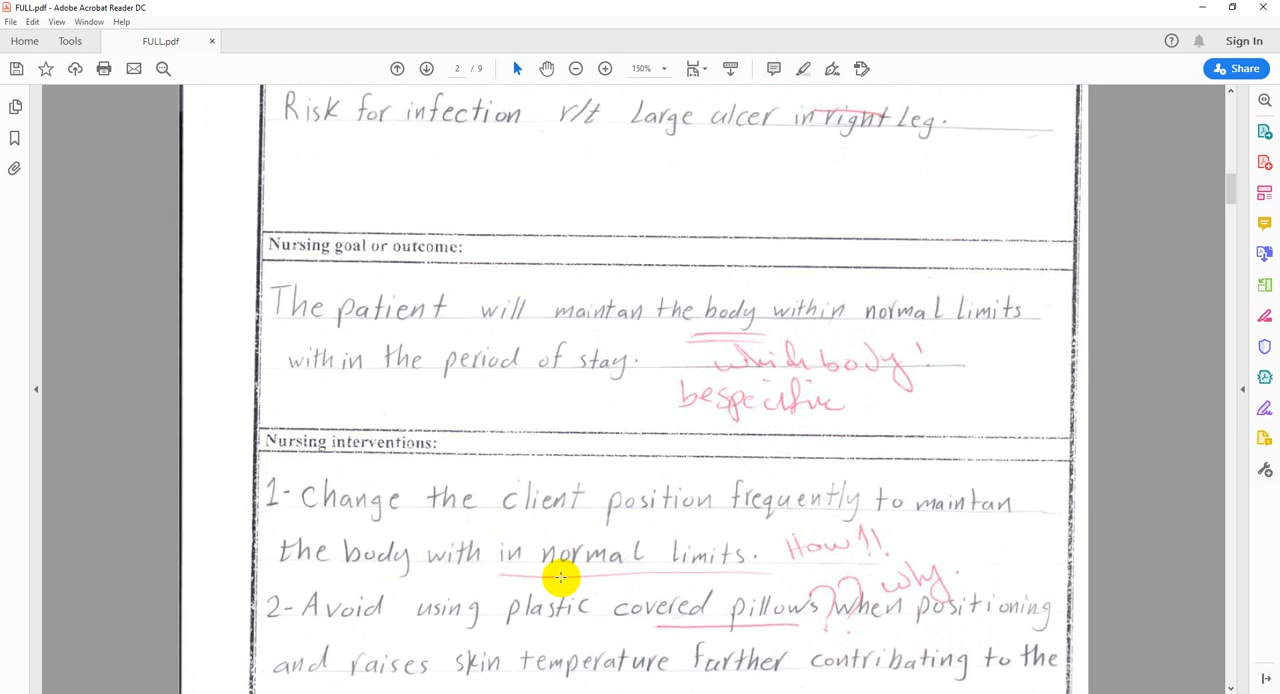 FULL.pdf - Adobe Acrobat Reader DC
File Edit View Window Help
Home Tools FULL.pdf × Sign In
2 / 9 150% Share
Risk for infection r/t Large ulcer in right Leg.
Nursing goal or outcome:
The patient will maintan the body within normal limits
with in the period of stay. which body!
be specific
Nursing interventions:
1- Change the client position frequently to maintan
the body with in normal limits. How!!
why.
2- Avoid using plastic covered pillows ?? when positioning
and raises skin temperature farther contributing to the